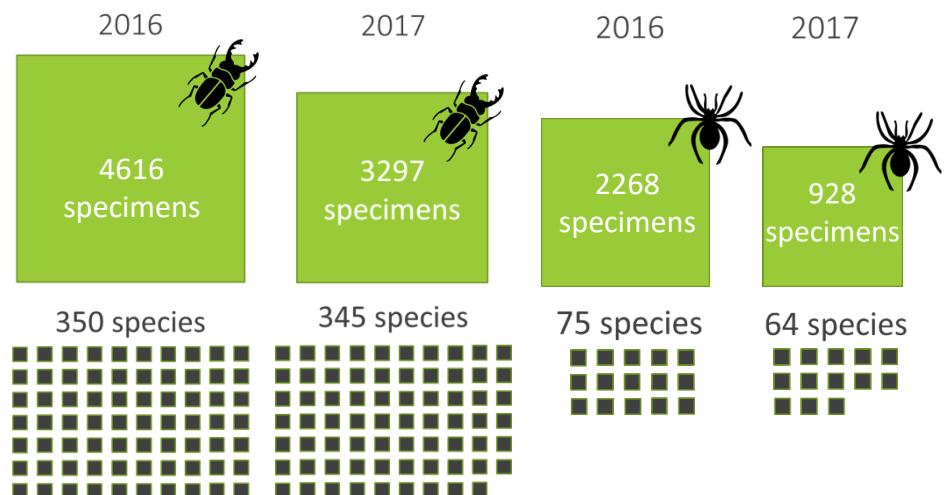 2016
2017
2016
2017
4616
specimens
3297
specimens
2268
specimens
928
specimens
350 species
345 species
75 species
64 species